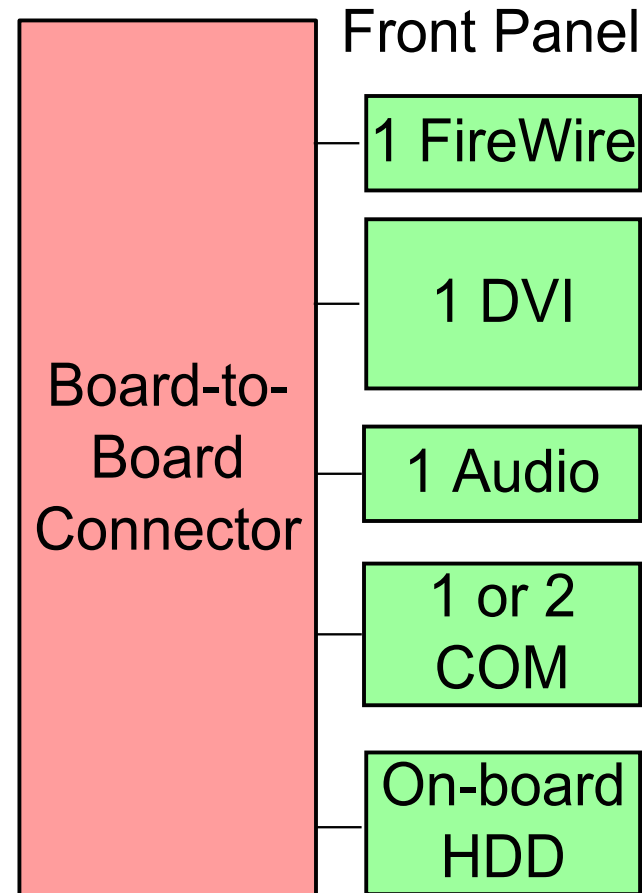 Front Panel
1 FireWire
1 DVI
Board-to-
Board
Connector
1 Audio
1 or 2
COM
On-board
HDD